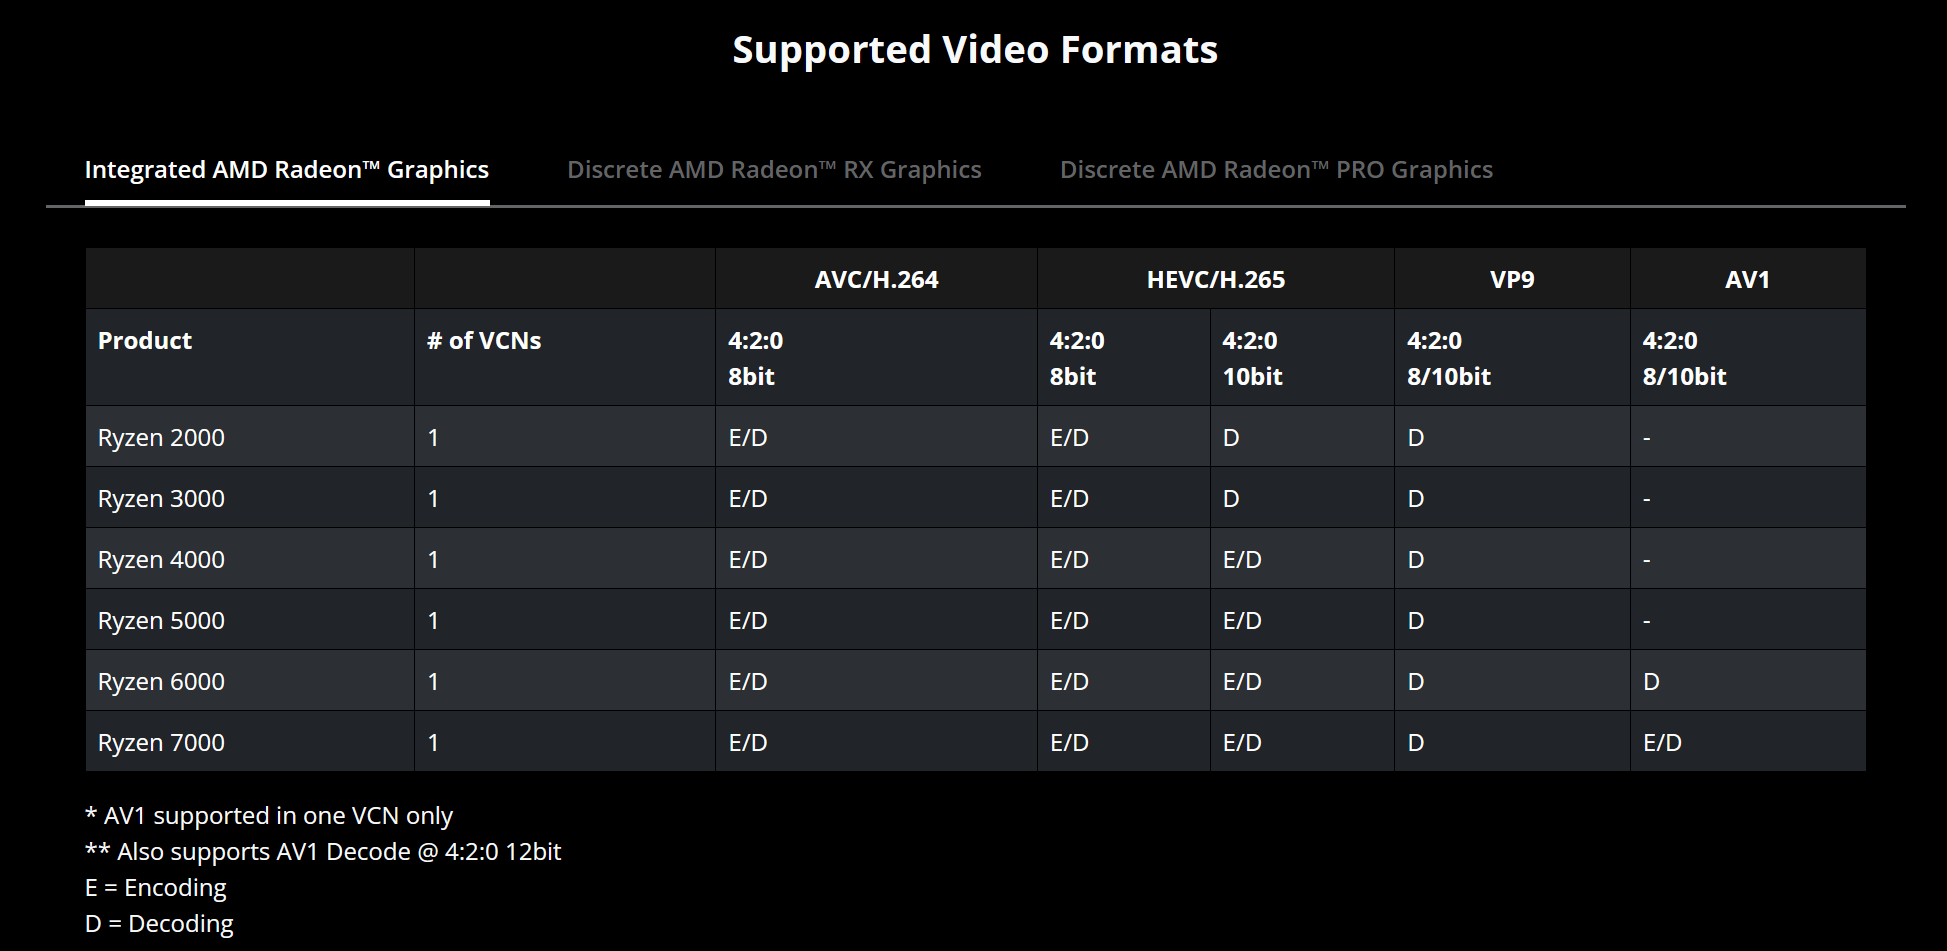 Supported Video Formats
Integrated AMD Radeon™ Graphics Discrete AMD Radeon™ RX Graphics Discrete AMD Radeon™ PRO Graphics
AVC/H.264 HEVC/H.265 VP9 AV1
Product # of VCNs 4:2:0 4:2:0 4:2:0 4:2:0 4:2:0
8bit 8bit 10bit 8/10bit 8/10bit
Ryzen 2000 1 E/D E/D D D -
Ryzen 3000 1 E/D E/D D D -
Ryzen 4000 1 E/D E/D E/D D -
Ryzen 5000 1 E/D E/D E/D D -
Ryzen 6000 1 E/D E/D E/D D D
Ryzen 7000 1 E/D E/D E/D D E/D
* AV1 supported in one VCN only
** Also supports AV1 Decode @ 4:2:0 12bit
E = Encoding
D = Decoding